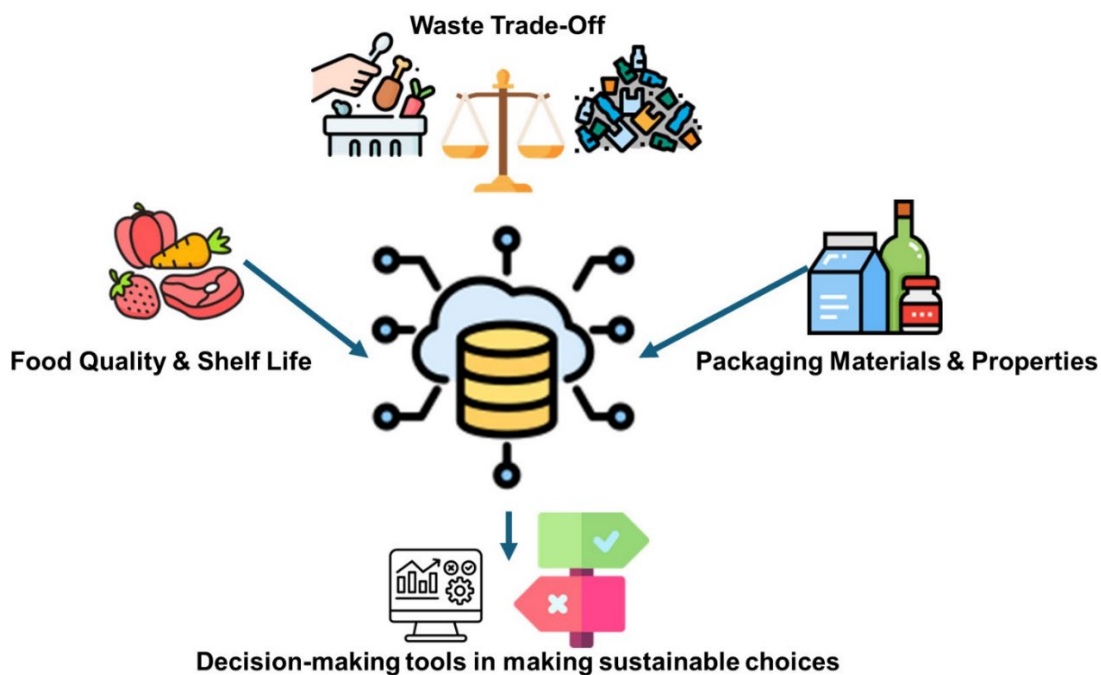 Waste Trade-Off
Food Quality & Shelf Life
Packaging Materials & Properties
Decision-making tools in making sustainable choices